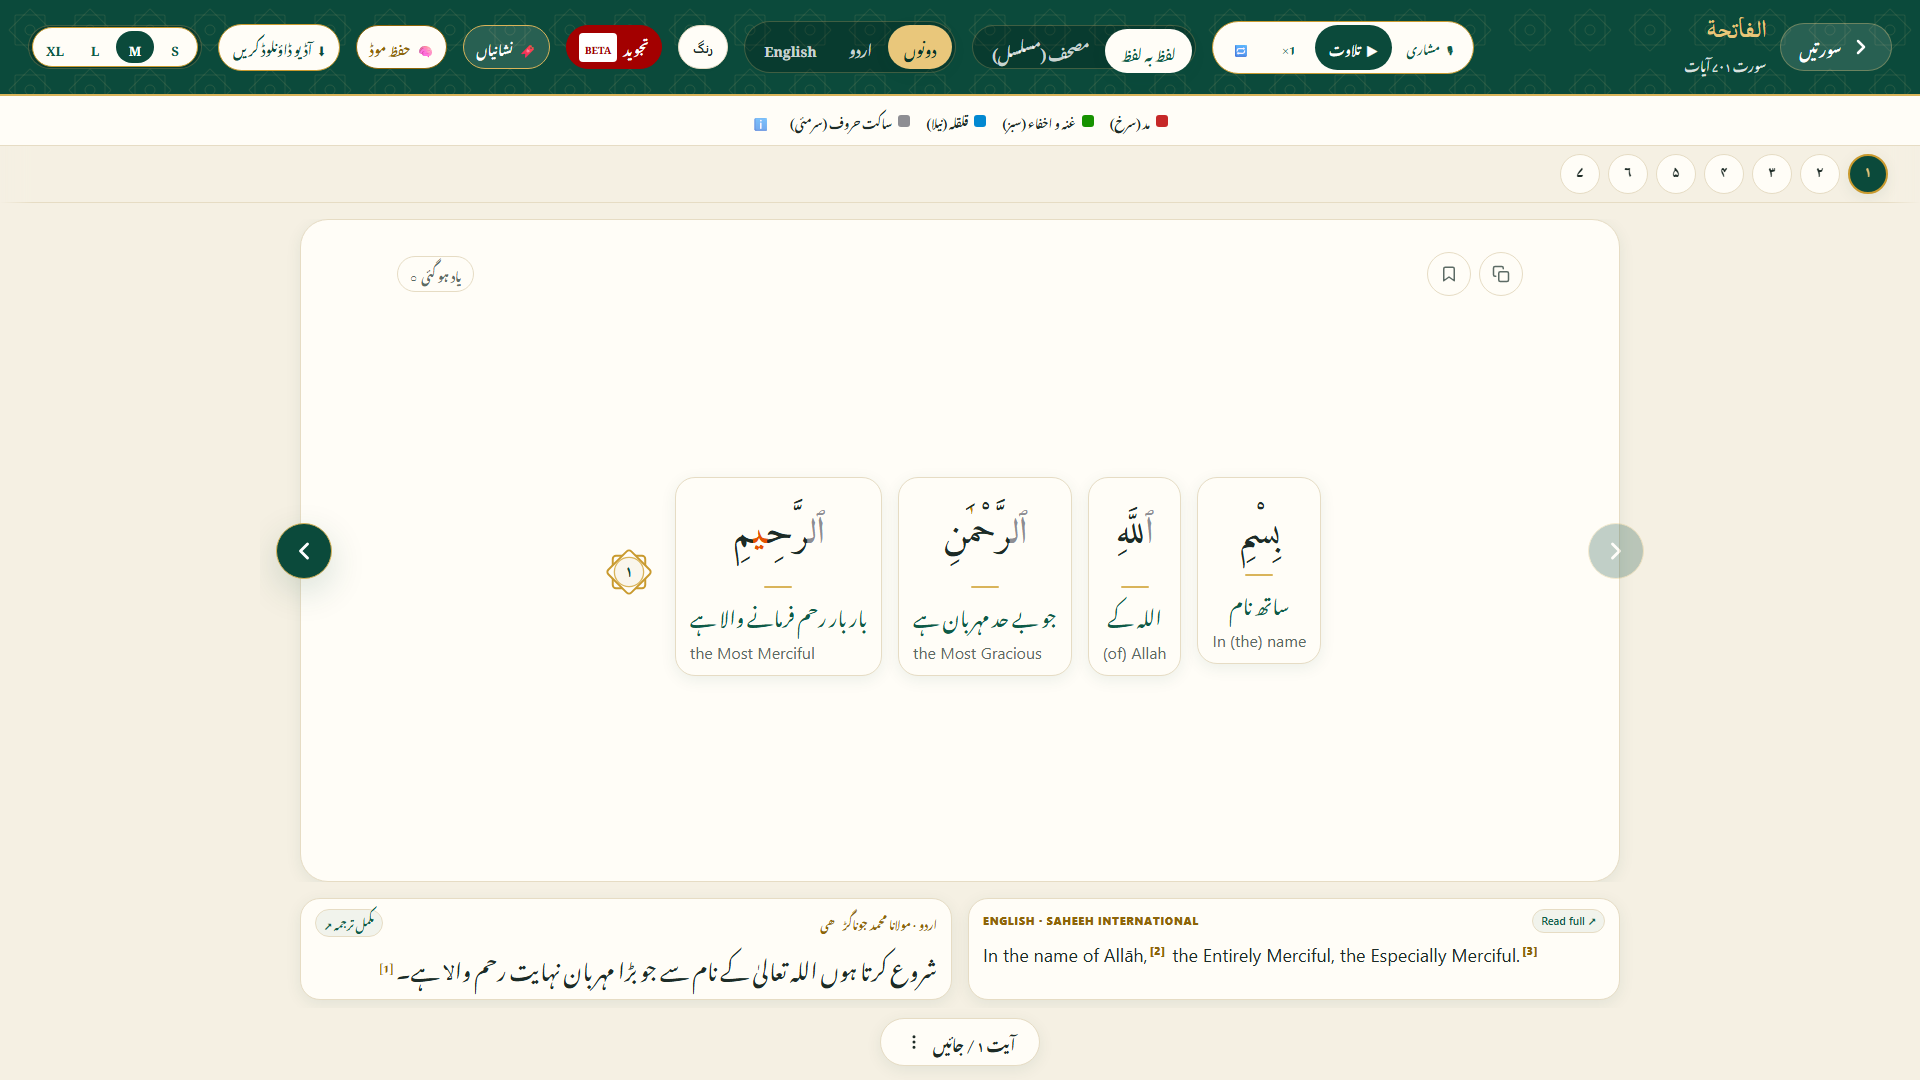 سورتیں
الفاتحة
سورت ۱ · ۷ آیات
مشاری
تلاوت
×1
لفظ بہ لفظ
مصحف (مسلسل)
دونوں
اردو
English
رنگ
تجوید BETA
نشانیاں
حفظ موڈ
آڈیو ڈاؤنلوڈ کریں
S M L XL
مد (سرخ) غنہ و اخفاء (سبز) قلقلہ (نیلا) ساکت حروف (سرمئی)
۱ ۲ ۳ ۴ ۵ ٦ ۷
یاد ہو گئی
بِسْمِ ٱللَّهِ ٱلرَّحْمَٰنِ ٱلرَّحِيمِ ۱
ساتھ نام
In (the) name
اللہ کے
(of) Allah
جو بے حد مہربان ہے
the Most Gracious
بار بار رحم فرمانے والا ہے
the Most Merciful
ENGLISH · SAHEEH INTERNATIONAL
Read full ↗
In the name of Allāh,[2] the Entirely Merciful, the Especially Merciful.[3]
اردو · مولانا محمد جوناگڑھی
مکمل ترجمہ ↗
شروع کرتا ہوں اللہ تعالیٰ کے نام سے جو بڑا مہربان نہایت رحم والا ہے۔ [1]
آیت ۱ / جائیں